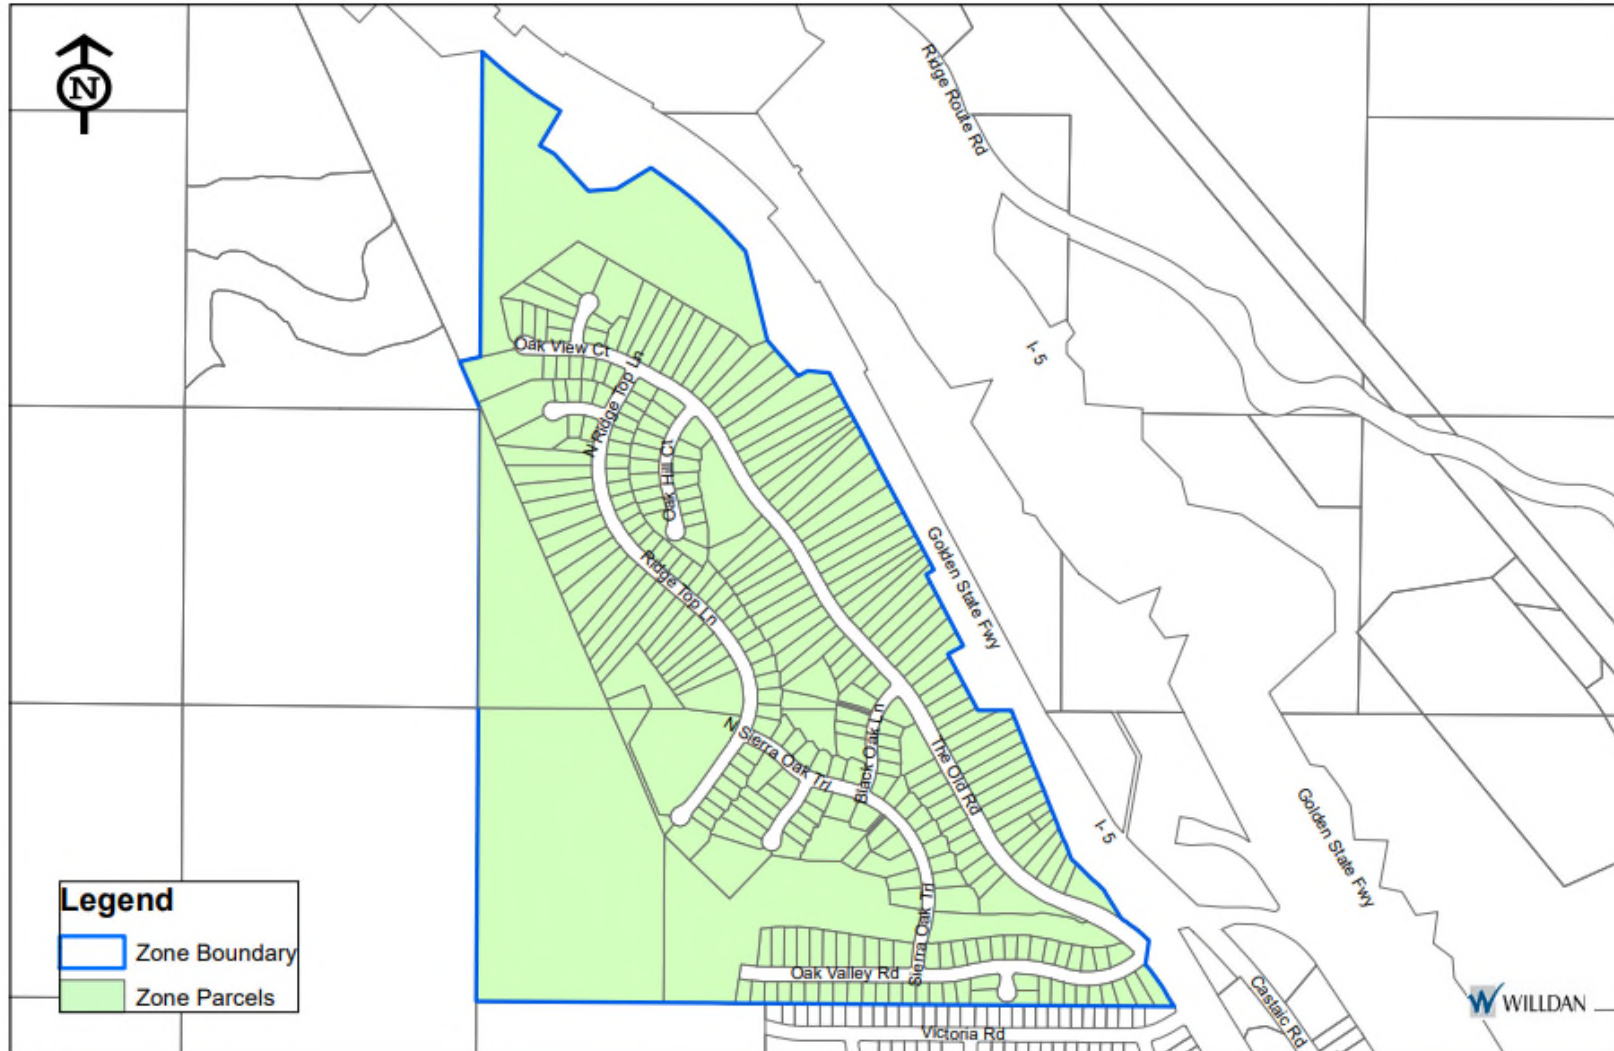 N
Ridge Route Rd
Oak View Ct
N Ridge Top Ln
I- 5
Oak Hill Ct
Golden State Fwy
Ridge Top Ln
N Sierra Oak Trl
Black Oak Ln
The Old Rd
I- 5
Golden State Fwy
Sierra Oak Trl
Oak Valley Rd
Castaic Rd
Victoria Rd
Legend
Zone Boundary
Zone Parcels
W WILLDAN